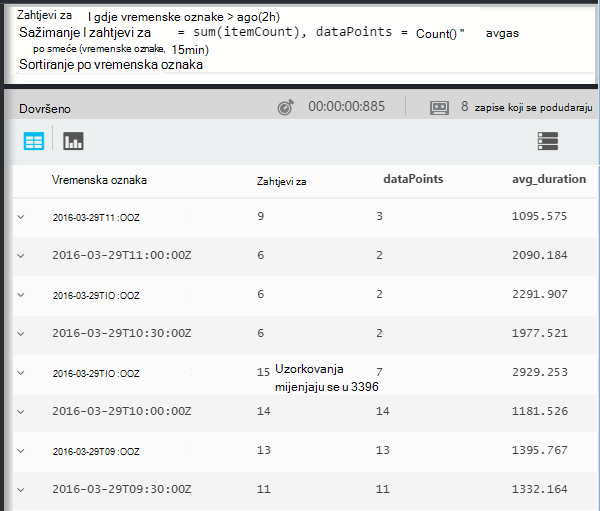 Zahtjevi za | gdje vremenske oznake > ago(2h)
Sažimanje | zahtjevi za = sum(itemCount), dataPoints = Count() " avgas
po smeće (vremenske oznake, 15min)
Sortiranje po vremenska oznaka
Dovršeno 00:00:00:885 8 zapise koji se podudaraju
Vremenska oznaka Zahtjevi za dataPoints avg_duration
2016-03-29T11 :OOZ 9 3 1095.575
2016-03-29T11:00:00Z 6 2 2090.184
2016-03-29TIO :OOZ 6 2 2291.907
2016-03-29T10:30:00Z 6 2 1977.521
2016-03-29TIO :OOZ 15 Uzorkovanja mijenjaju se u 3396 7 2929.253
2016-03-29T10:00:00Z 14 14 1181.526
2016-03-29T09 :OOZ 13 13 1395.767
2016-03-29T09:30:00Z 11 11 1332.164